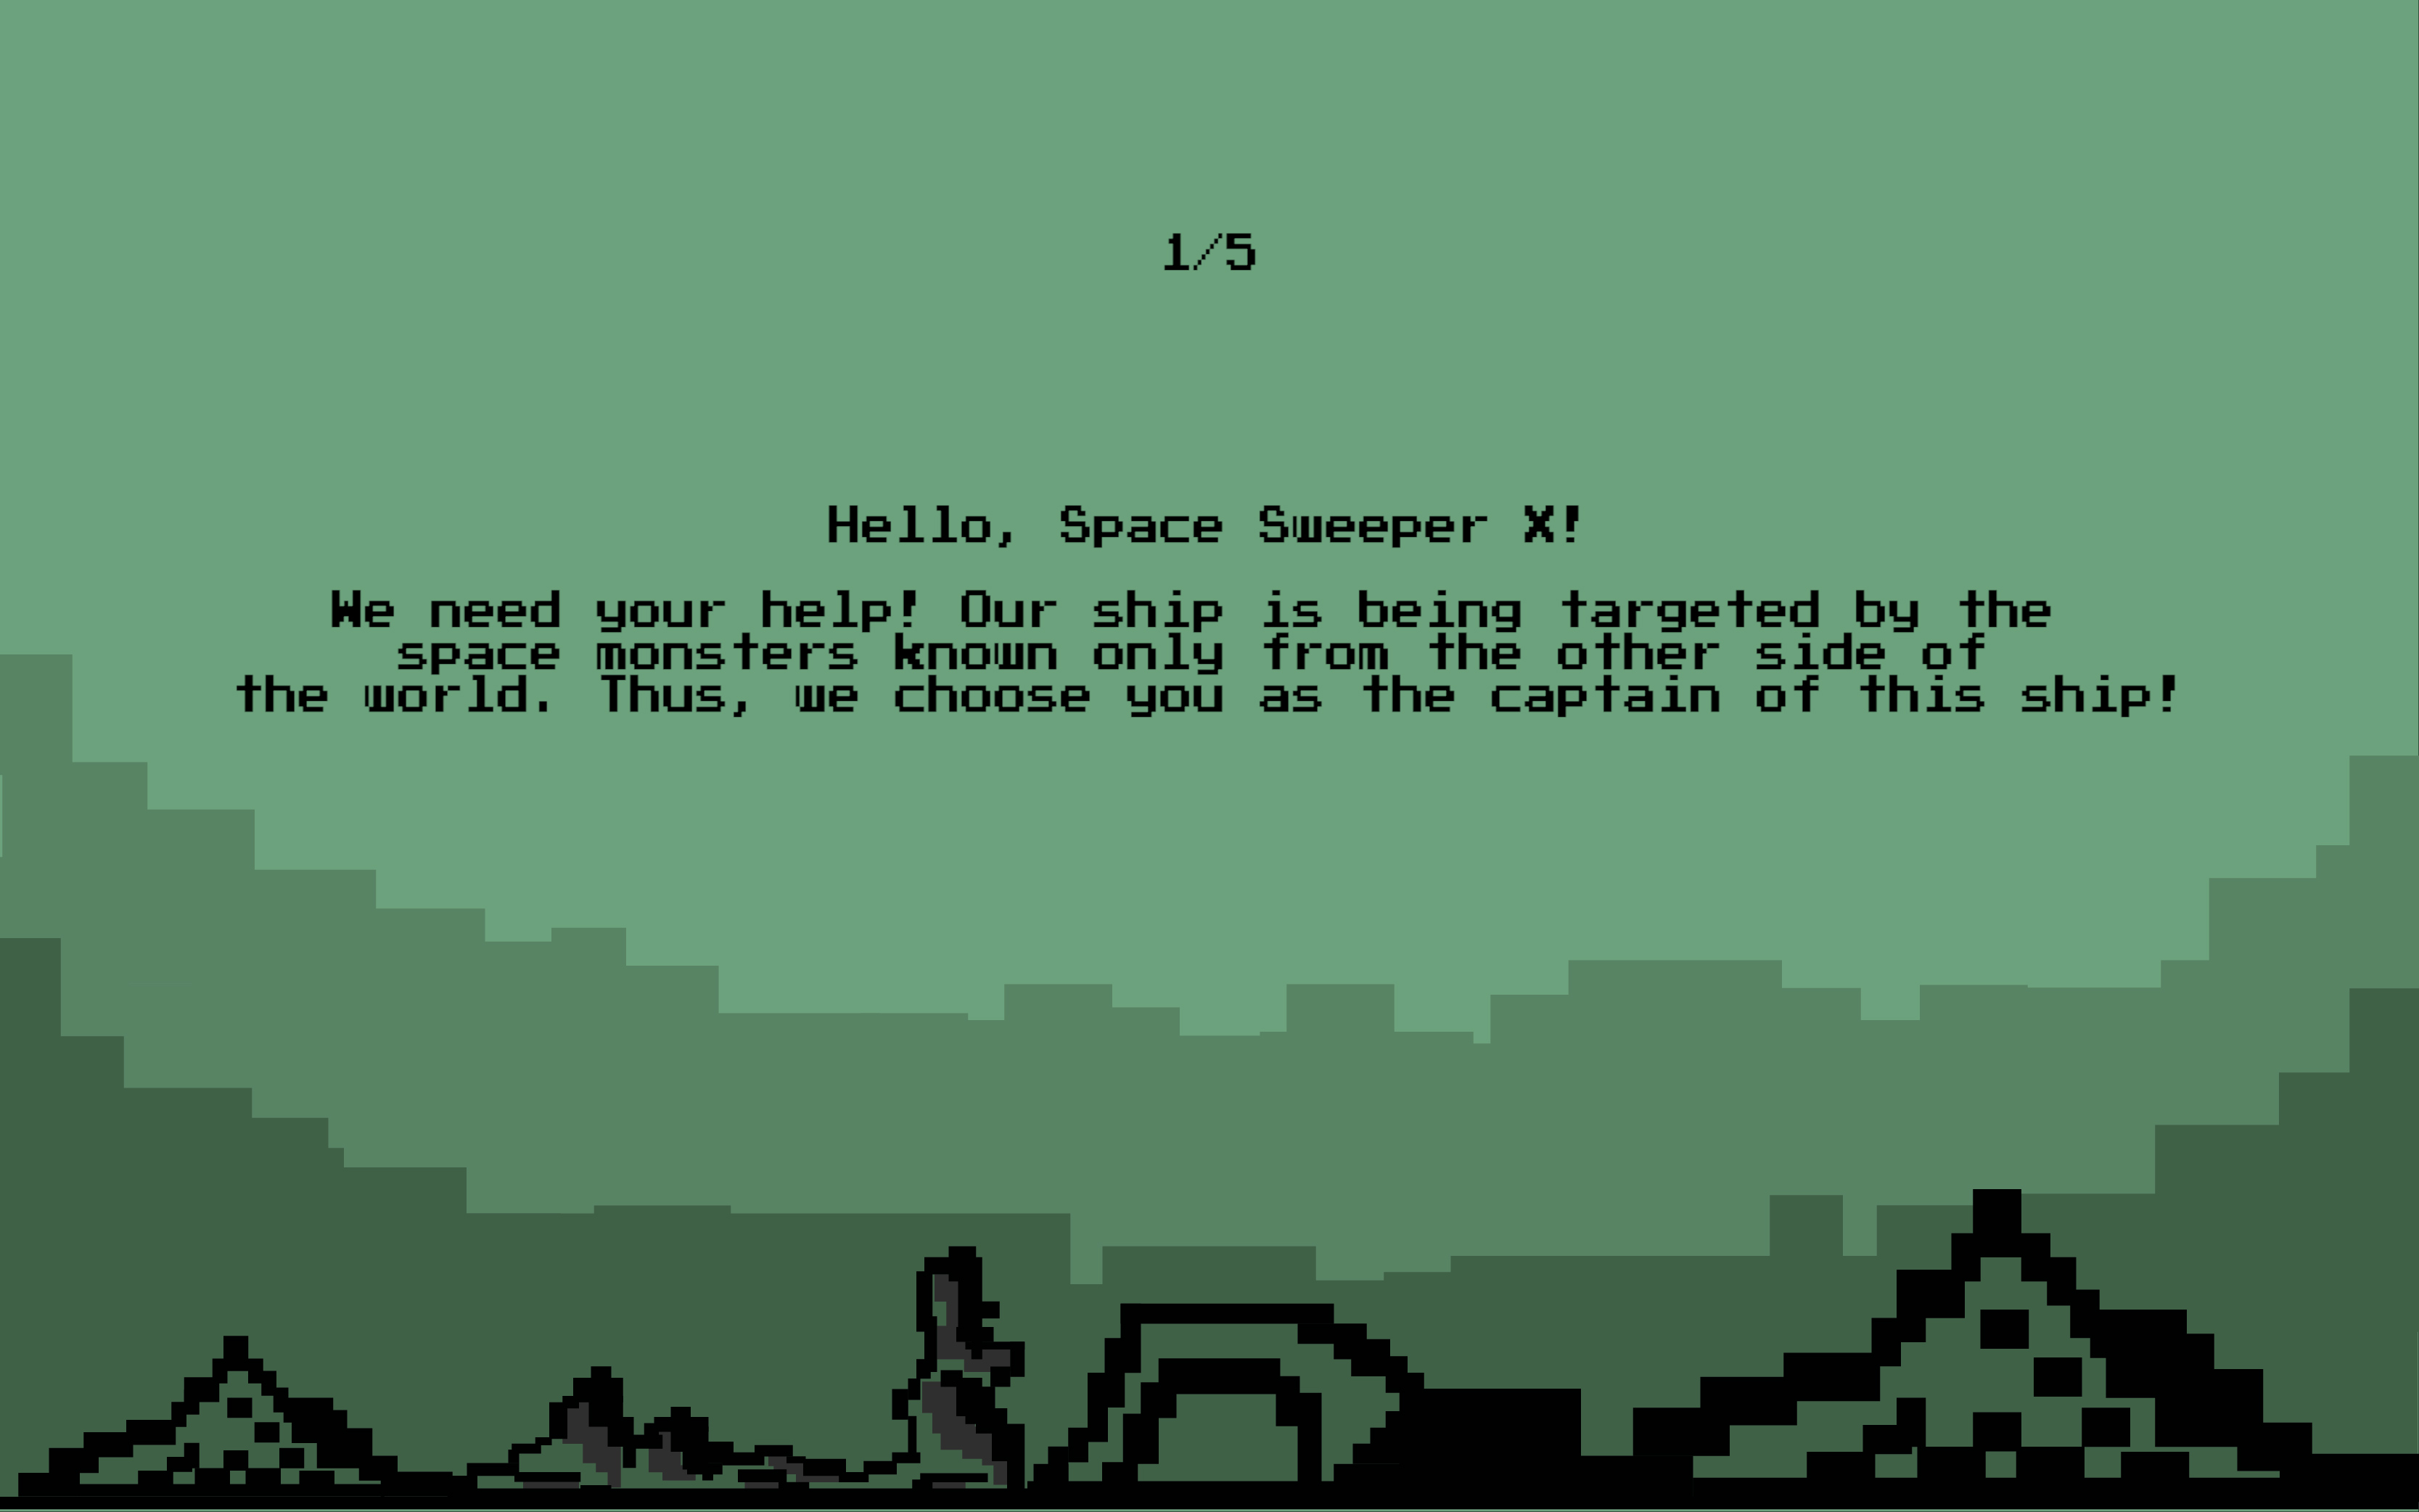 1/5
Hello, Space Sweeper X!
We need your help! Our ship is being targeted by the
space monsters known only from the other side of
the world. Thus, we choose you as the captain of this ship!